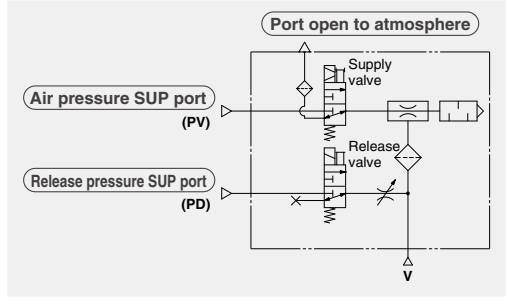 Port open to atmosphere
Supply
valve
Air pressure SUP port
(PV)
Release
valve
Release pressure SUP port
(PD)
V